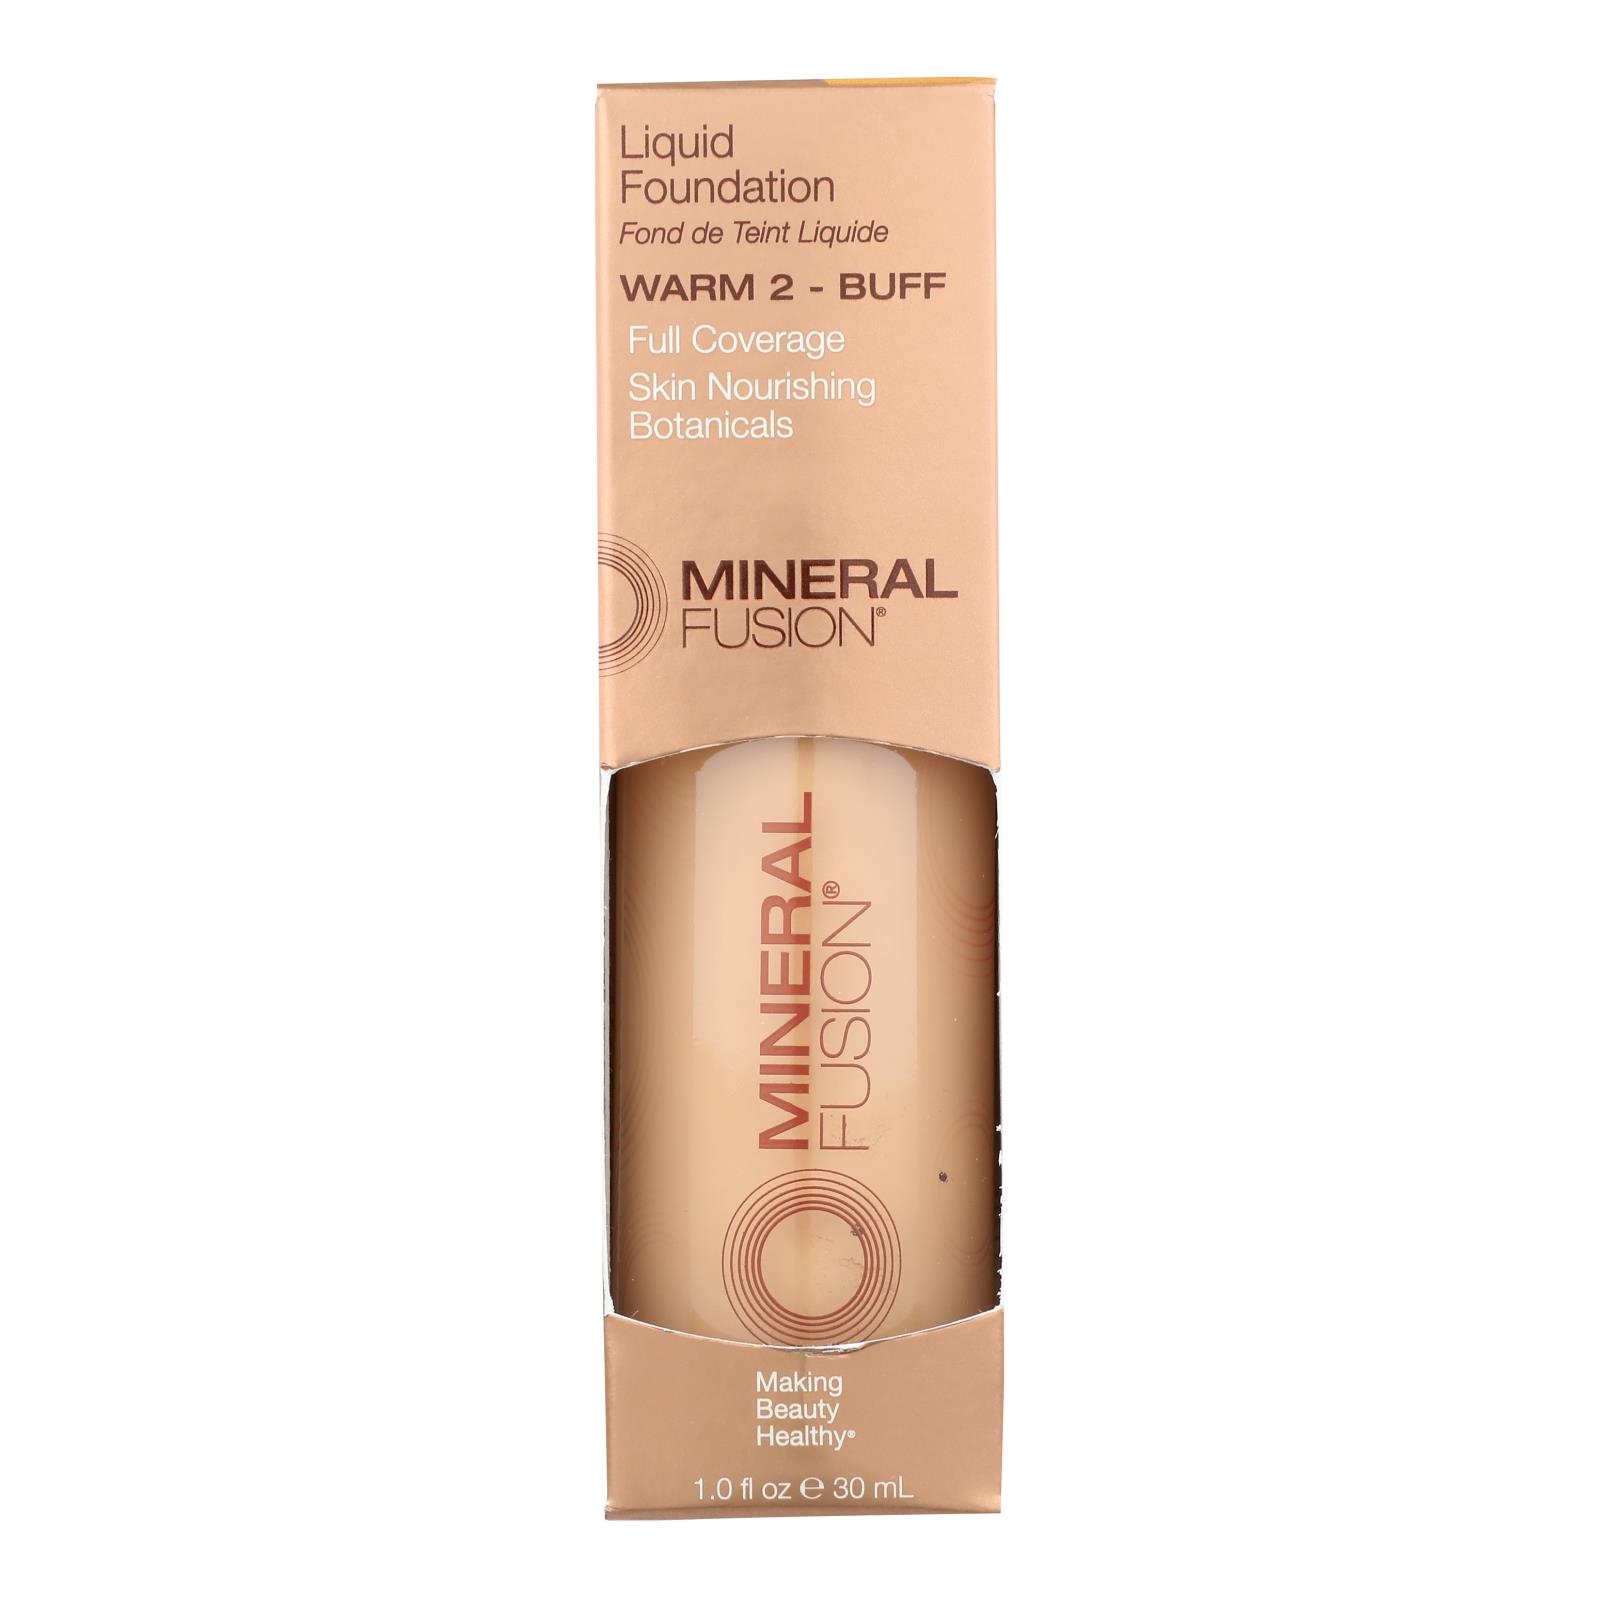 Liquid
Foundation
Fond de Teint Liquide
WARM 2 - BUFF
Full Coverage
Skin Nourishing
Botanicals
MINERAL
FUSION®
MINERAL
FUSION®
Making
Beauty
Healthy®
1.0 fl oz ℮ 30 mL